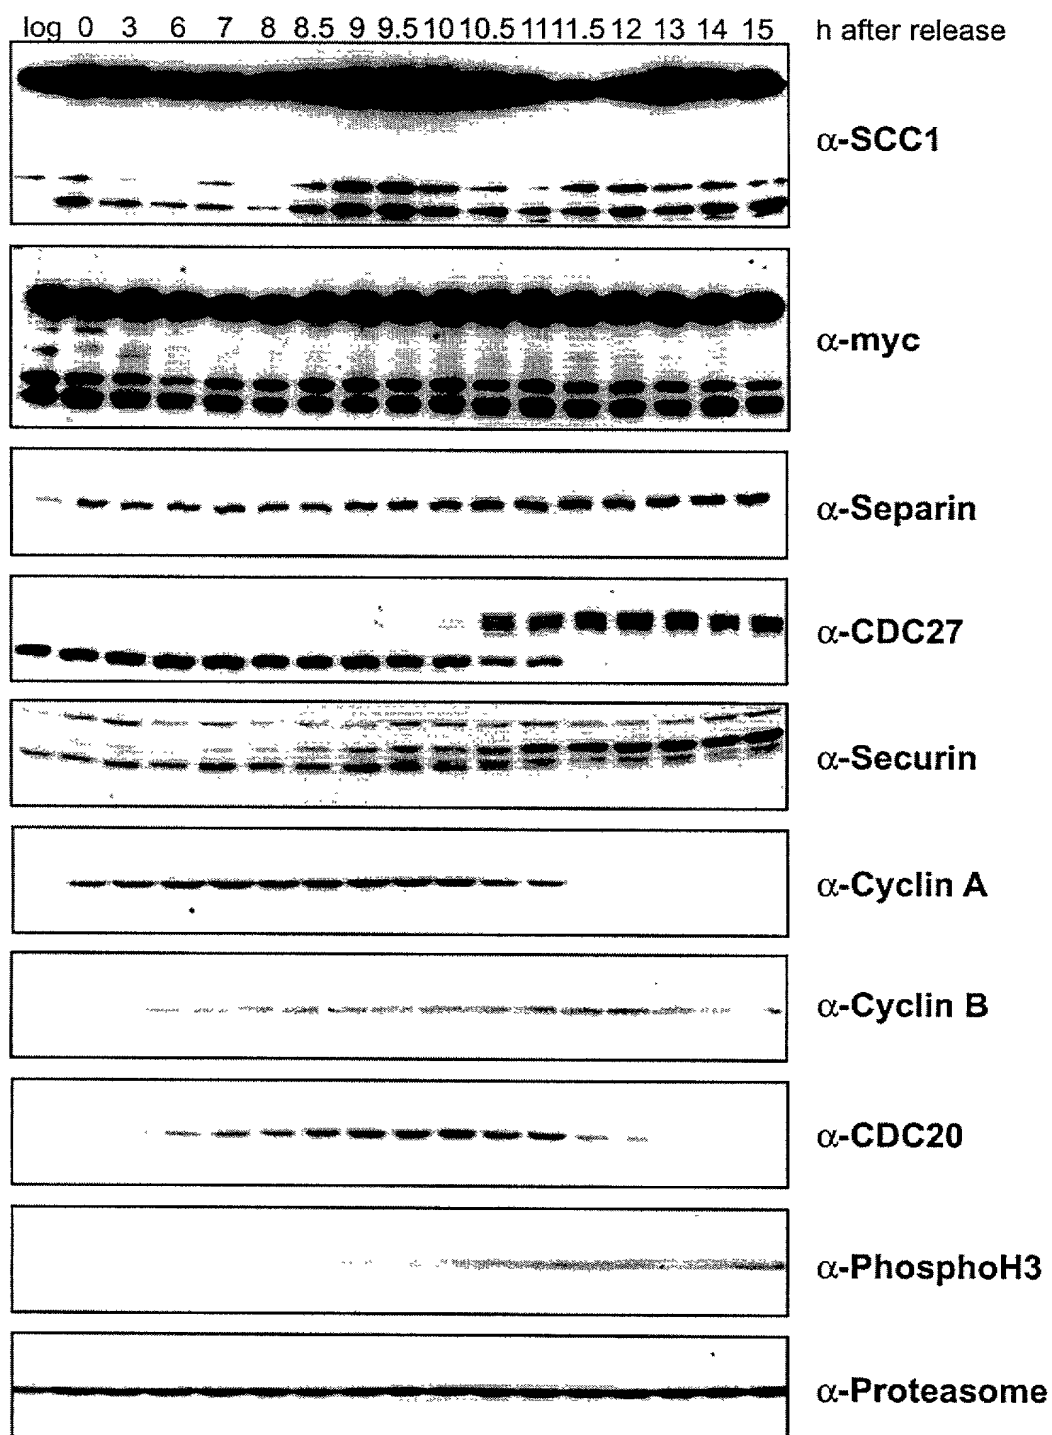 log 0 3 6 7 8 8.5 9 9.5 10 10.5 11 11.5 12 13 14 15 h after release
α-SCC1
α-myc
α-Separin
α-CDC27
α-Securin
α-Cyclin A
α-Cyclin B
α-CDC20
α-PhosphoH3
α-Proteasome